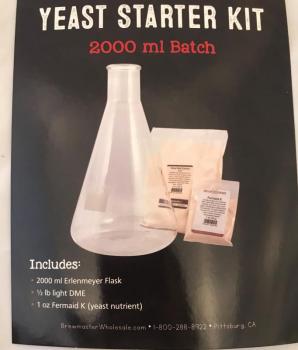 YEAST STARTER KIT
2000 ml Batch
Includes:
• 2000 ml Erlenmeyer Flask
• ½ lb light DME
• 1 oz Fermaid K (yeast nutrient)
BrewmasterWholesale.com • 1-800-288-8922 • Pittsburg, CA